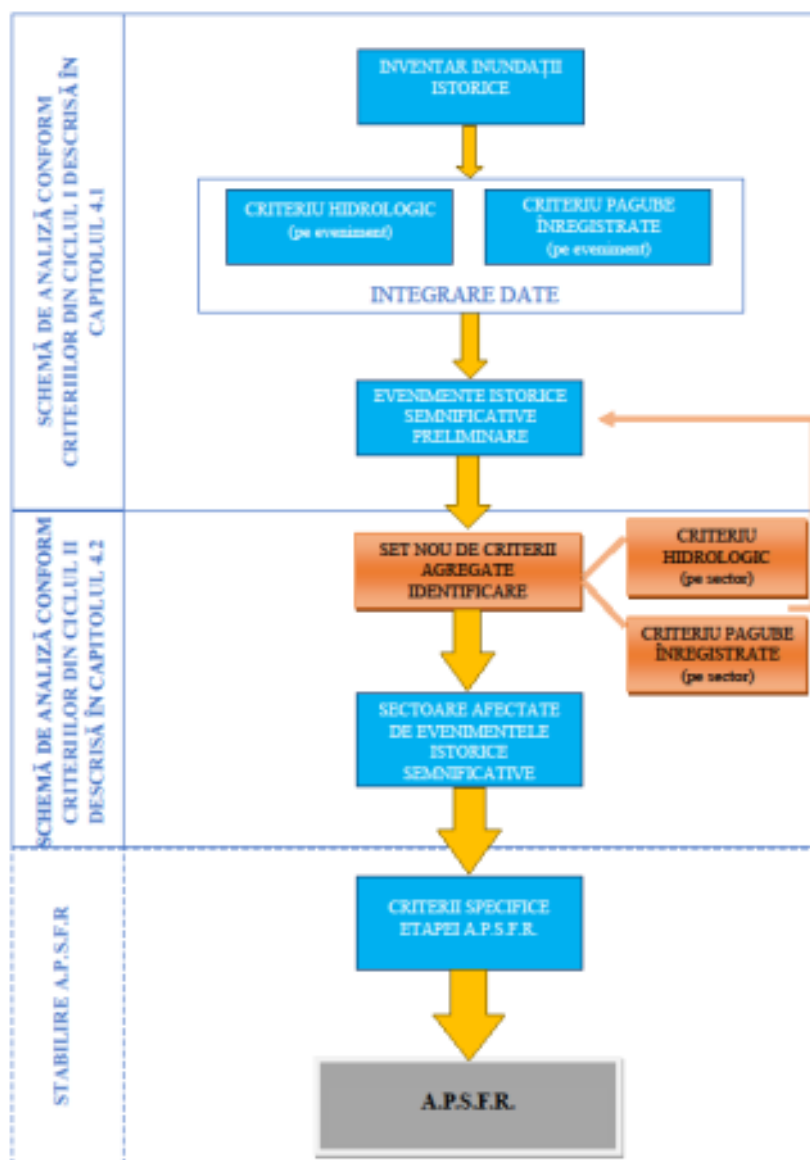 SCHEMĂ DE ANALIZĂ CONFORM
CRITERIILOR DIN CICLUL I DESCRISĂ ÎN
CAPITOLUL 4.1
INVENTAR INUNDAȚII
ISTORICE
CRITERIU HIDROLOGIC
(pe eveniment)
CRITERIU PAGUBE
ÎNREGISTRATE
(pe eveniment)
INTEGRARE DATE
EVENIMENTE ISTORICE
SEMNIFICATIVE
PRELIMINARE
SCHEMĂ DE ANALIZĂ CONFORM
CRITERIILOR DIN CICLUL II
DESCRISĂ ÎN CAPITOLUL 4.2
SET NOU DE CRITERII
AGREGATE
IDENTIFICARE
CRITERIU
HIDROLOGIC
(pe sector)
CRITERIU PAGUBE
ÎNREGISTRATE
(pe sector)
SECTOARE AFECTATE
DE EVENIMENTELE
ISTORICE
SEMNIFICATIVE
STABILIRE A.P.S.F.R
CRITERII SPECIFICE
ETAPEI A.P.S.F.R.
A.P.S.F.R.